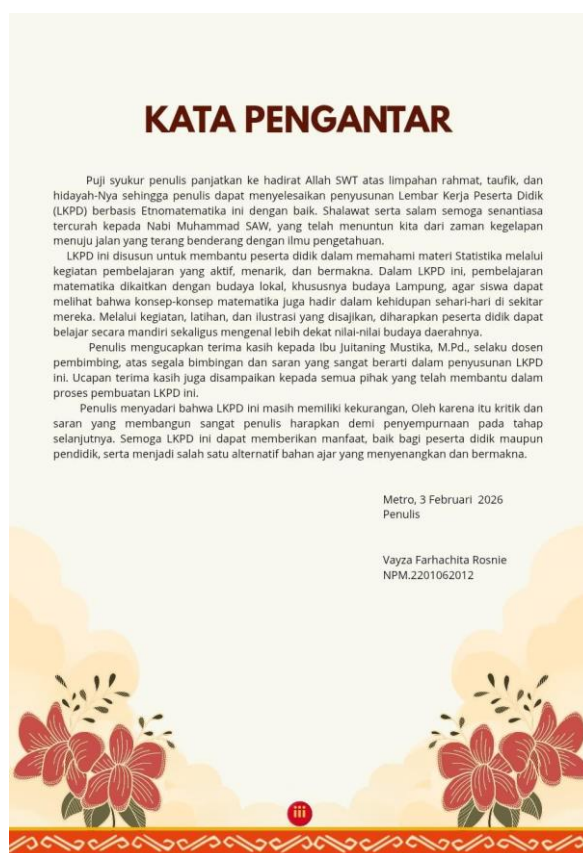 KATA PENGANTAR
Puji syukur penulis panjatkan ke hadirat Allah SWT atas limpahan rahmat, taufik, dan
hidayah-Nya sehingga penulis dapat menyelesaikan penyusunan Lembar Kerja Peserta Didik
(LKPD) berbasis Etnomatematika ini dengan baik. Shalawat serta salam semoga senantiasa
tercurah kepada Nabi Muhammad SAW, yang telah menuntun kita dari zaman kegelapan
menuju jalan yang terang benderang dengan ilmu pengetahuan.
LKPD ini disusun untuk membantu peserta didik dalam memahami materi Statistika melalui
kegiatan pembelajaran yang aktif, menarik, dan bermakna. Dalam LKPD ini, pembelajaran
matematika dikaitkan dengan budaya lokal, khususnya budaya Lampung, agar siswa dapat
melihat bahwa konsep-konsep matematika juga hadir dalam kehidupan sehari-hari di sekitar
mereka. Melalui kegiatan, latihan, dan ilustrasi yang disajikan, diharapkan peserta didik dapat
belajar secara mandiri sekaligus mengenal lebih dekat nilai-nilai budaya daerahnya.
Penulis mengucapkan terima kasih kepada Ibu Juitaning Mustika, M.Pd., selaku dosen
pembimbing, atas segala bimbingan dan saran yang sangat berarti dalam penyusunan LKPD
ini. Ucapan terima kasih juga disampaikan kepada semua pihak yang telah membantu dalam
proses pembuatan LKPD ini.
Penulis menyadari bahwa LKPD ini masih memiliki kekurangan, Oleh karena itu kritik dan
saran yang membangun sangat penulis harapkan demi penyempurnaan pada tahap
selanjutnya. Semoga LKPD ini dapat memberikan manfaat, baik bagi peserta didik maupun
pendidik, serta menjadi salah satu alternatif bahan ajar yang menyenangkan dan bermakna.
Metro, 3 Februari 2026
Penulis
Vayza Farhachita Rosnie
NPM.2201062012
iii